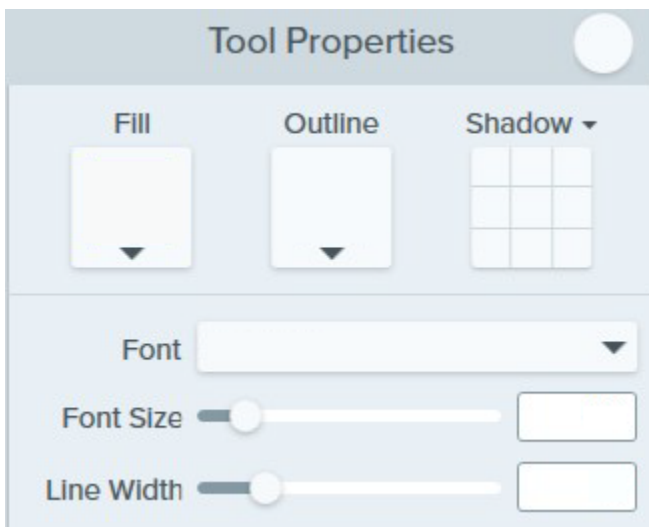 Tool Properties
Fill Outline Shadow
Font
Font Size
Line Width